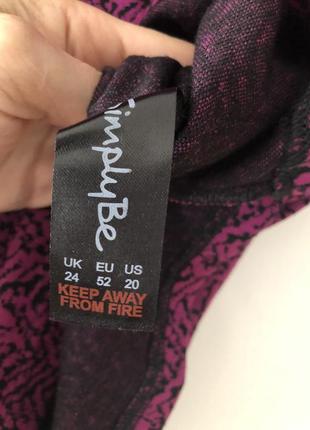 SimplyBe
UK EU US
24 52 20
KEEP AWAY
FROM FIRE